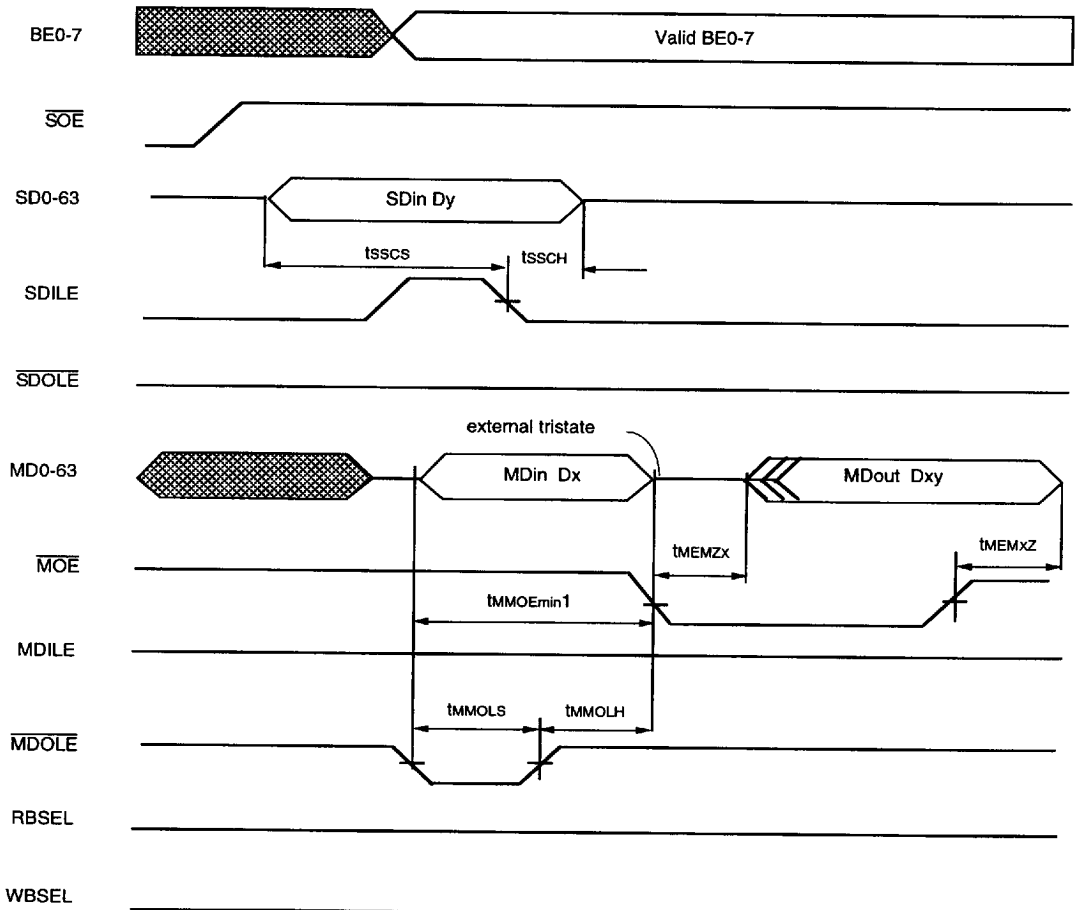 BE0-7
Valid BE0-7
SOE
SD0-63
SDin Dy
tSSCS
tSSCH
SDILE
SDOLE
external tristate
MD0-63
MDin Dx
MDout Dxy
tMEMZX
tMEMXZ
MOE
tMMOEmin1
MDILE
tMMOLS
tMMOLH
MDOLE
RBSEL
WBSEL